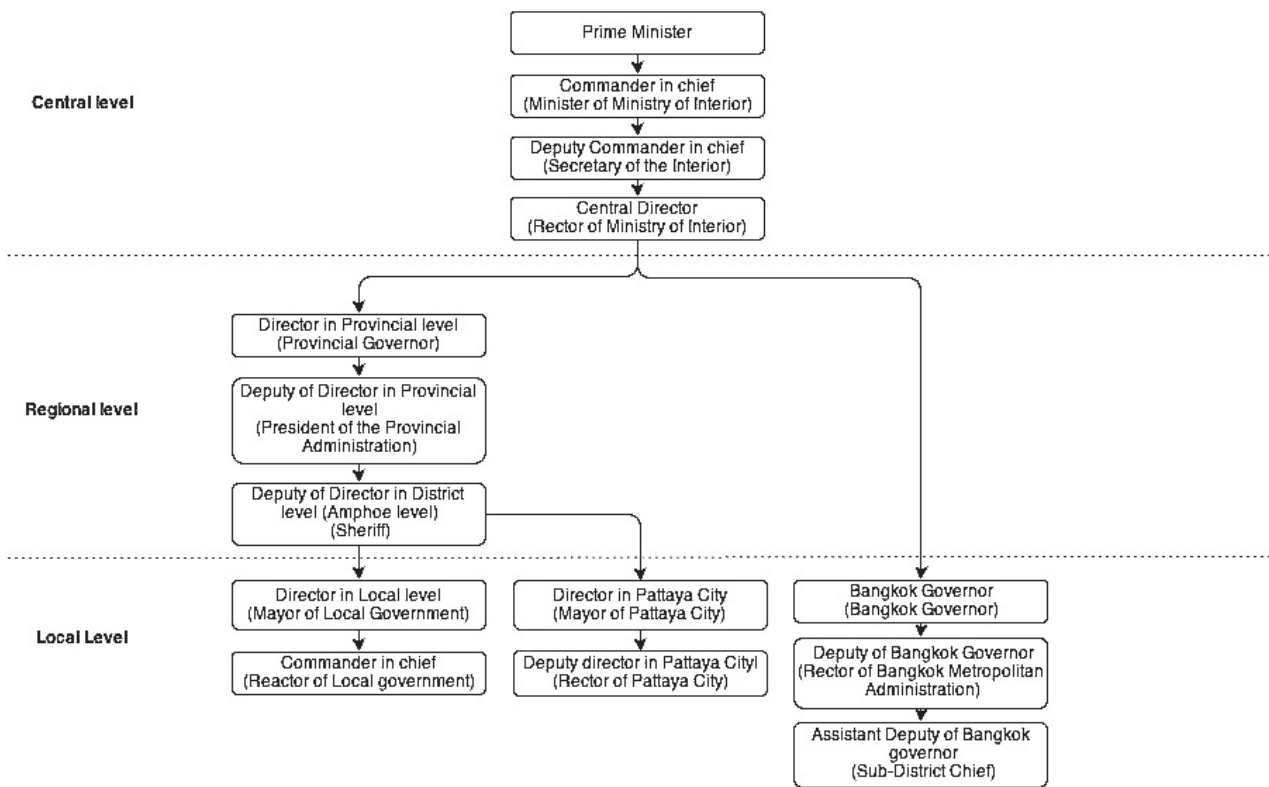 Prime Minister
Central level
Commander in chief
(Minister of Ministry of Interior)
Deputy Commander in chief
(Secretary of the Interior)
Central Director
(Rector of Ministry of Interior)
Regional level
Director in Provincial level
(Provincial Governor)
Deputy of Director in Provincial
level
(President of the Provincial
Administration)
Deputy of Director in District
level (Amphoe level)
(Sheriff)
Local Level
Director in Local level
(Mayor of Local Government)
Commander in chief
(Reactor of Local government)
Director in Pattaya City
(Mayor of Pattaya City)
Deputy director in Pattaya Cityl
(Rector of Pattaya City)
Bangkok Governor
(Bangkok Governor)
Deputy of Bangkok Governor
(Rector of Bangkok Metropolitan
Administration)
Assistant Deputy of Bangkok
governor
(Sub-District Chief)